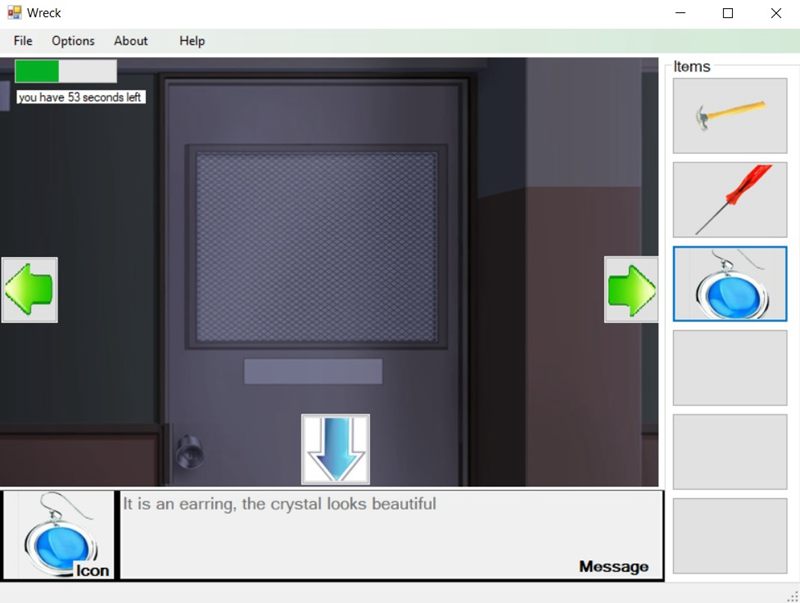 Wreck
File Options About Help
you have 53 seconds left
Items
It is an earring, the crystal looks beautiful
Icon
Message